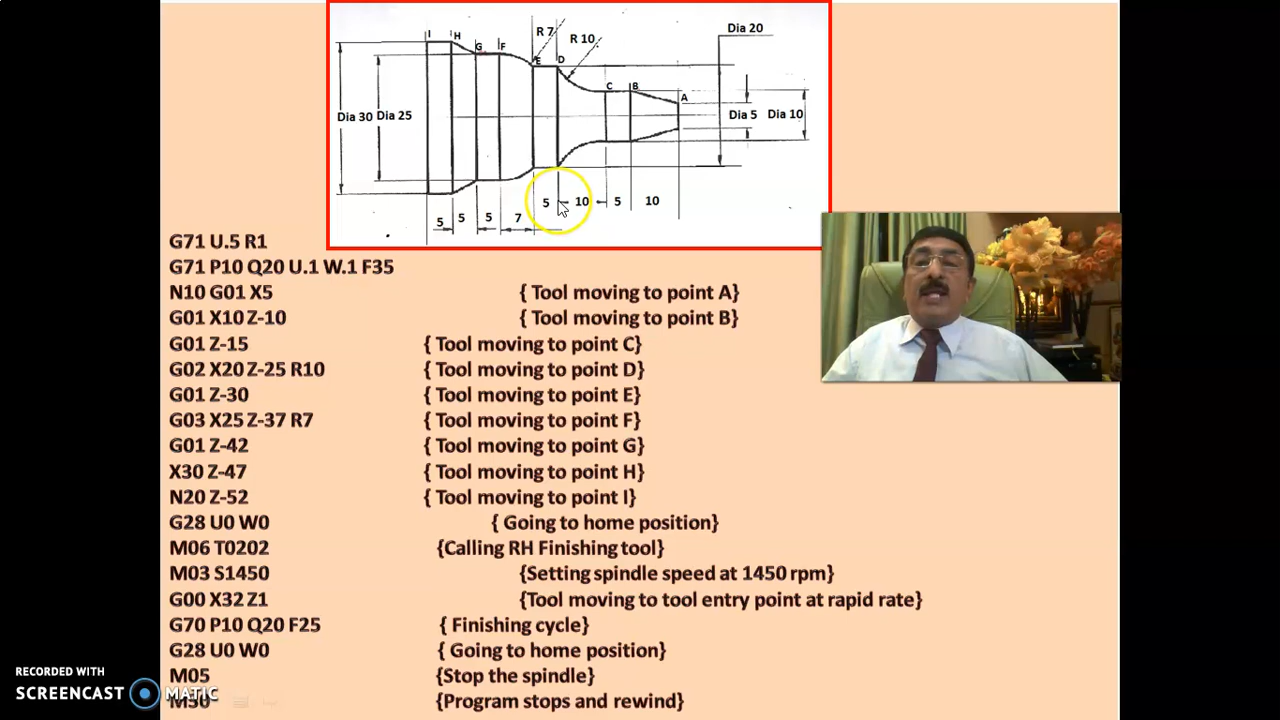 I H G F E D C B A
R 7
R 10
Dia 20
Dia 30 Dia 25
Dia 5 Dia 10
5 5 5 7 5 10 5 10
G71 U.5 R1
G71 P10 Q20 U.1 W.1 F35
N10 G01 X5 { Tool moving to point A}
G01 X10 Z-10 { Tool moving to point B}
G01 Z-15 { Tool moving to point C}
G02 X20 Z-25 R10 { Tool moving to point D}
G01 Z-30 { Tool moving to point E}
G03 X25 Z-37 R7 { Tool moving to point F}
G01 Z-42 { Tool moving to point G}
X30 Z-47 { Tool moving to point H}
N20 Z-52 { Tool moving to point I}
G28 U0 W0 { Going to home position}
M06 T0202 {Calling RH Finishing tool}
M03 S1450 {Setting spindle speed at 1450 rpm}
G00 X32 Z1 {Tool moving to tool entry point at rapid rate}
G70 P10 Q20 F25 { Finishing cycle}
G28 U0 W0 { Going to home position}
M05 {Stop the spindle}
M30 {Program stops and rewind}
RECORDED WITH
SCREENCAST MATIC